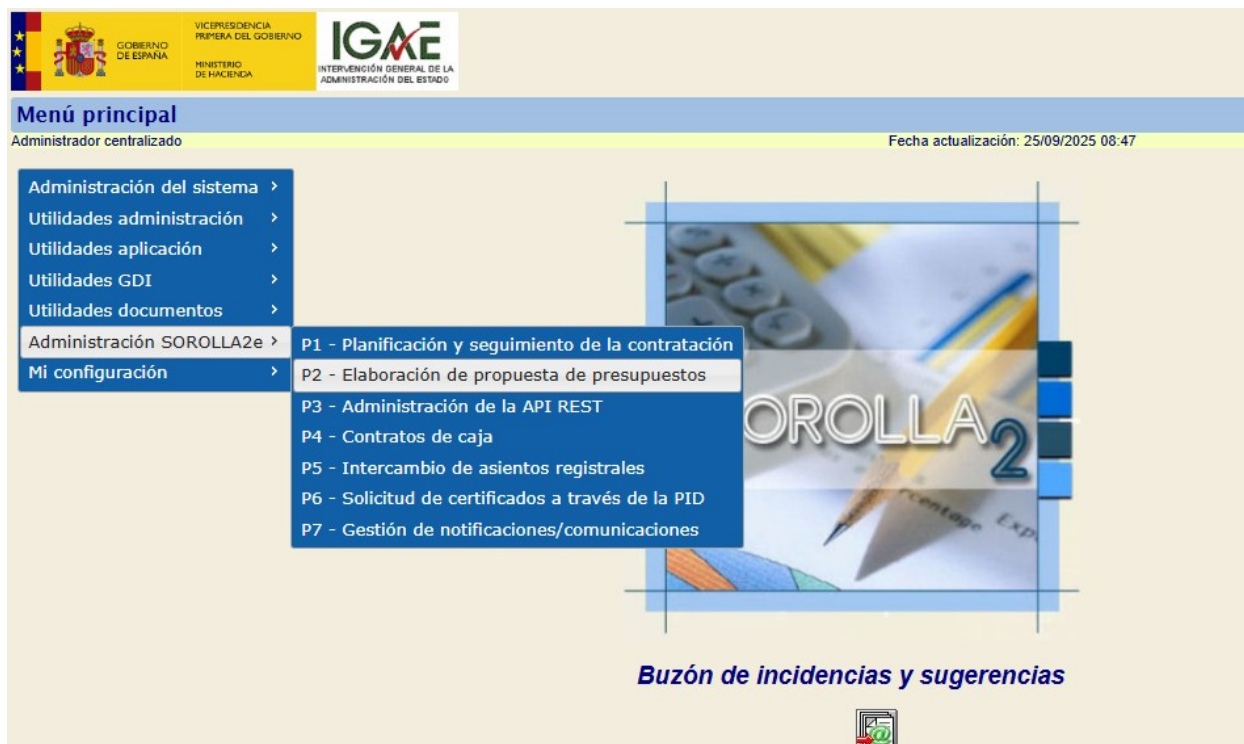 GOBIERNO
DE ESPAÑA
VICEPRESIDENCIA
PRIMERA DEL GOBIERNO
MINISTERIO
DE HACIENDA
IGAE
INTERVENCIÓN GENERAL DE LA
ADMINISTRACIÓN DEL ESTADO
Menú principal
Administrador centralizado
Fecha actualización: 25/09/2025 08:47
Administración del sistema
Utilidades administración
Utilidades aplicación
Utilidades GDI
Utilidades documentos
Administración SOROLLA2e
Mi configuración
P1 - Planificación y seguimiento de la contratación
P2 - Elaboración de propuesta de presupuestos
P3 - Administración de la API REST
P4 - Contratos de caja
P5 - Intercambio de asientos registrales
P6 - Solicitud de certificados a través de la PID
P7 - Gestión de notificaciones/comunicaciones
OROLLA2
rcentage Exp
Buzón de incidencias y sugerencias